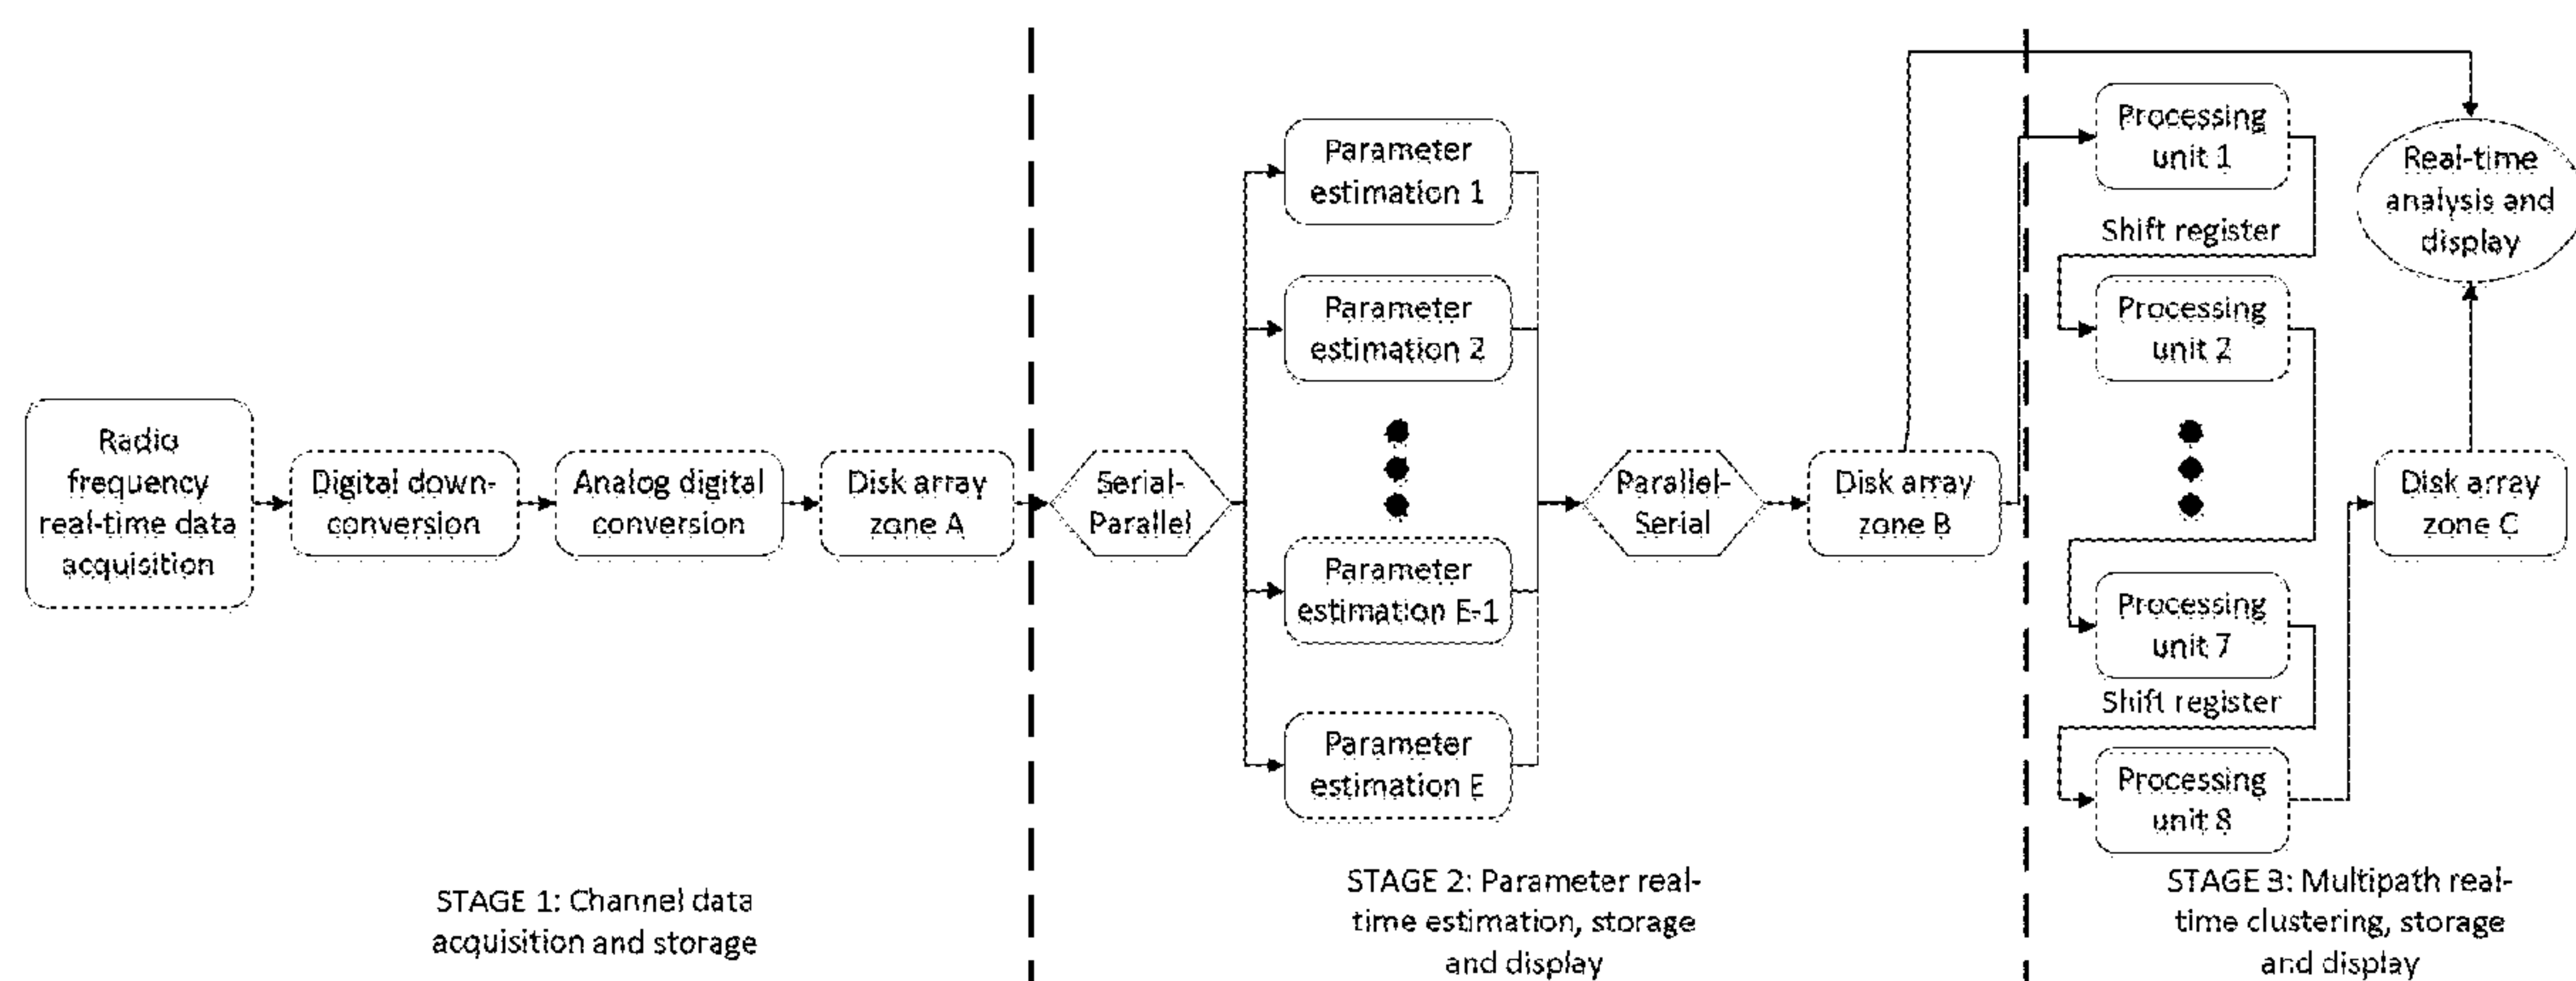 Radio
frequency
real-time data
acquisition
Digital down-
conversion
Analog digital
conversion
Disk array
zone A
STAGE 1: Channel data
acquisition and storage
Serial-
Parallel
Parameter
estimation 1
Parameter
estimation 2
Parameter
estimation E-1
Parameter
estimation E
Parallel-
Serial
Disk array
zone B
STAGE 2: Parameter real-
time estimation, storage
and display
Processing
unit 1
Shift register
Processing
unit 2
Processing
unit 7
Shift register
Processing
unit 8
Real-time
analysis and
display
Disk array
zone C
STAGE 3: Multipath real-
time clustering, storage
and display